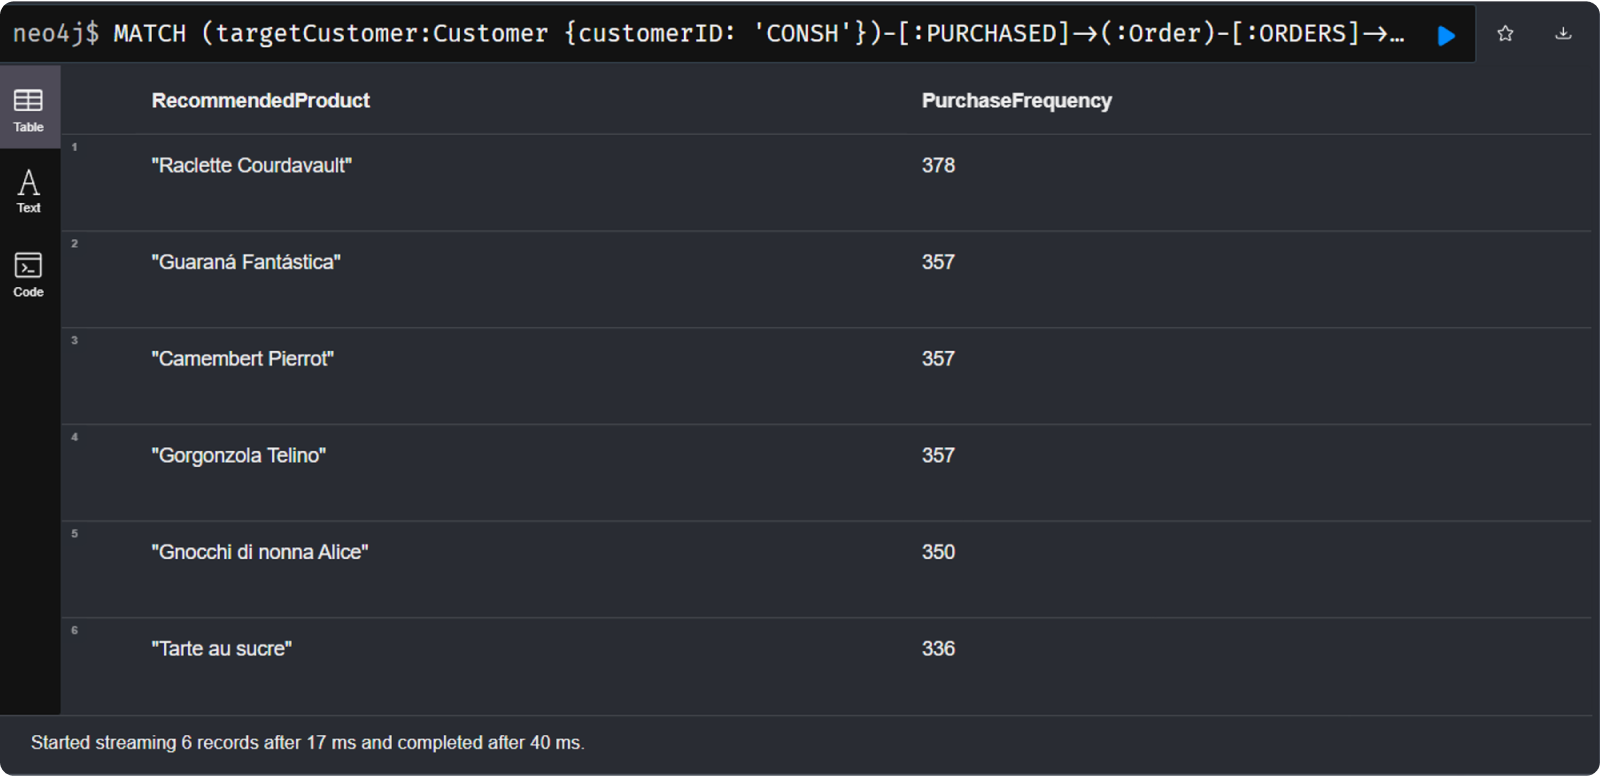 neo4j$ MATCH (targetCustomer:Customer {customerID: 'CONSH'})-[:PURCHASED]->(:Order)-[:ORDERS]->…
Table
Text
Code
RecommendedProduct PurchaseFrequency
1 "Raclette Courdavault" 378
2 "Guaraná Fantástica" 357
3 "Camembert Pierrot" 357
4 "Gorgonzola Telino" 357
5 "Gnocchi di nonna Alice" 350
6 "Tarte au sucre" 336
Started streaming 6 records after 17 ms and completed after 40 ms.